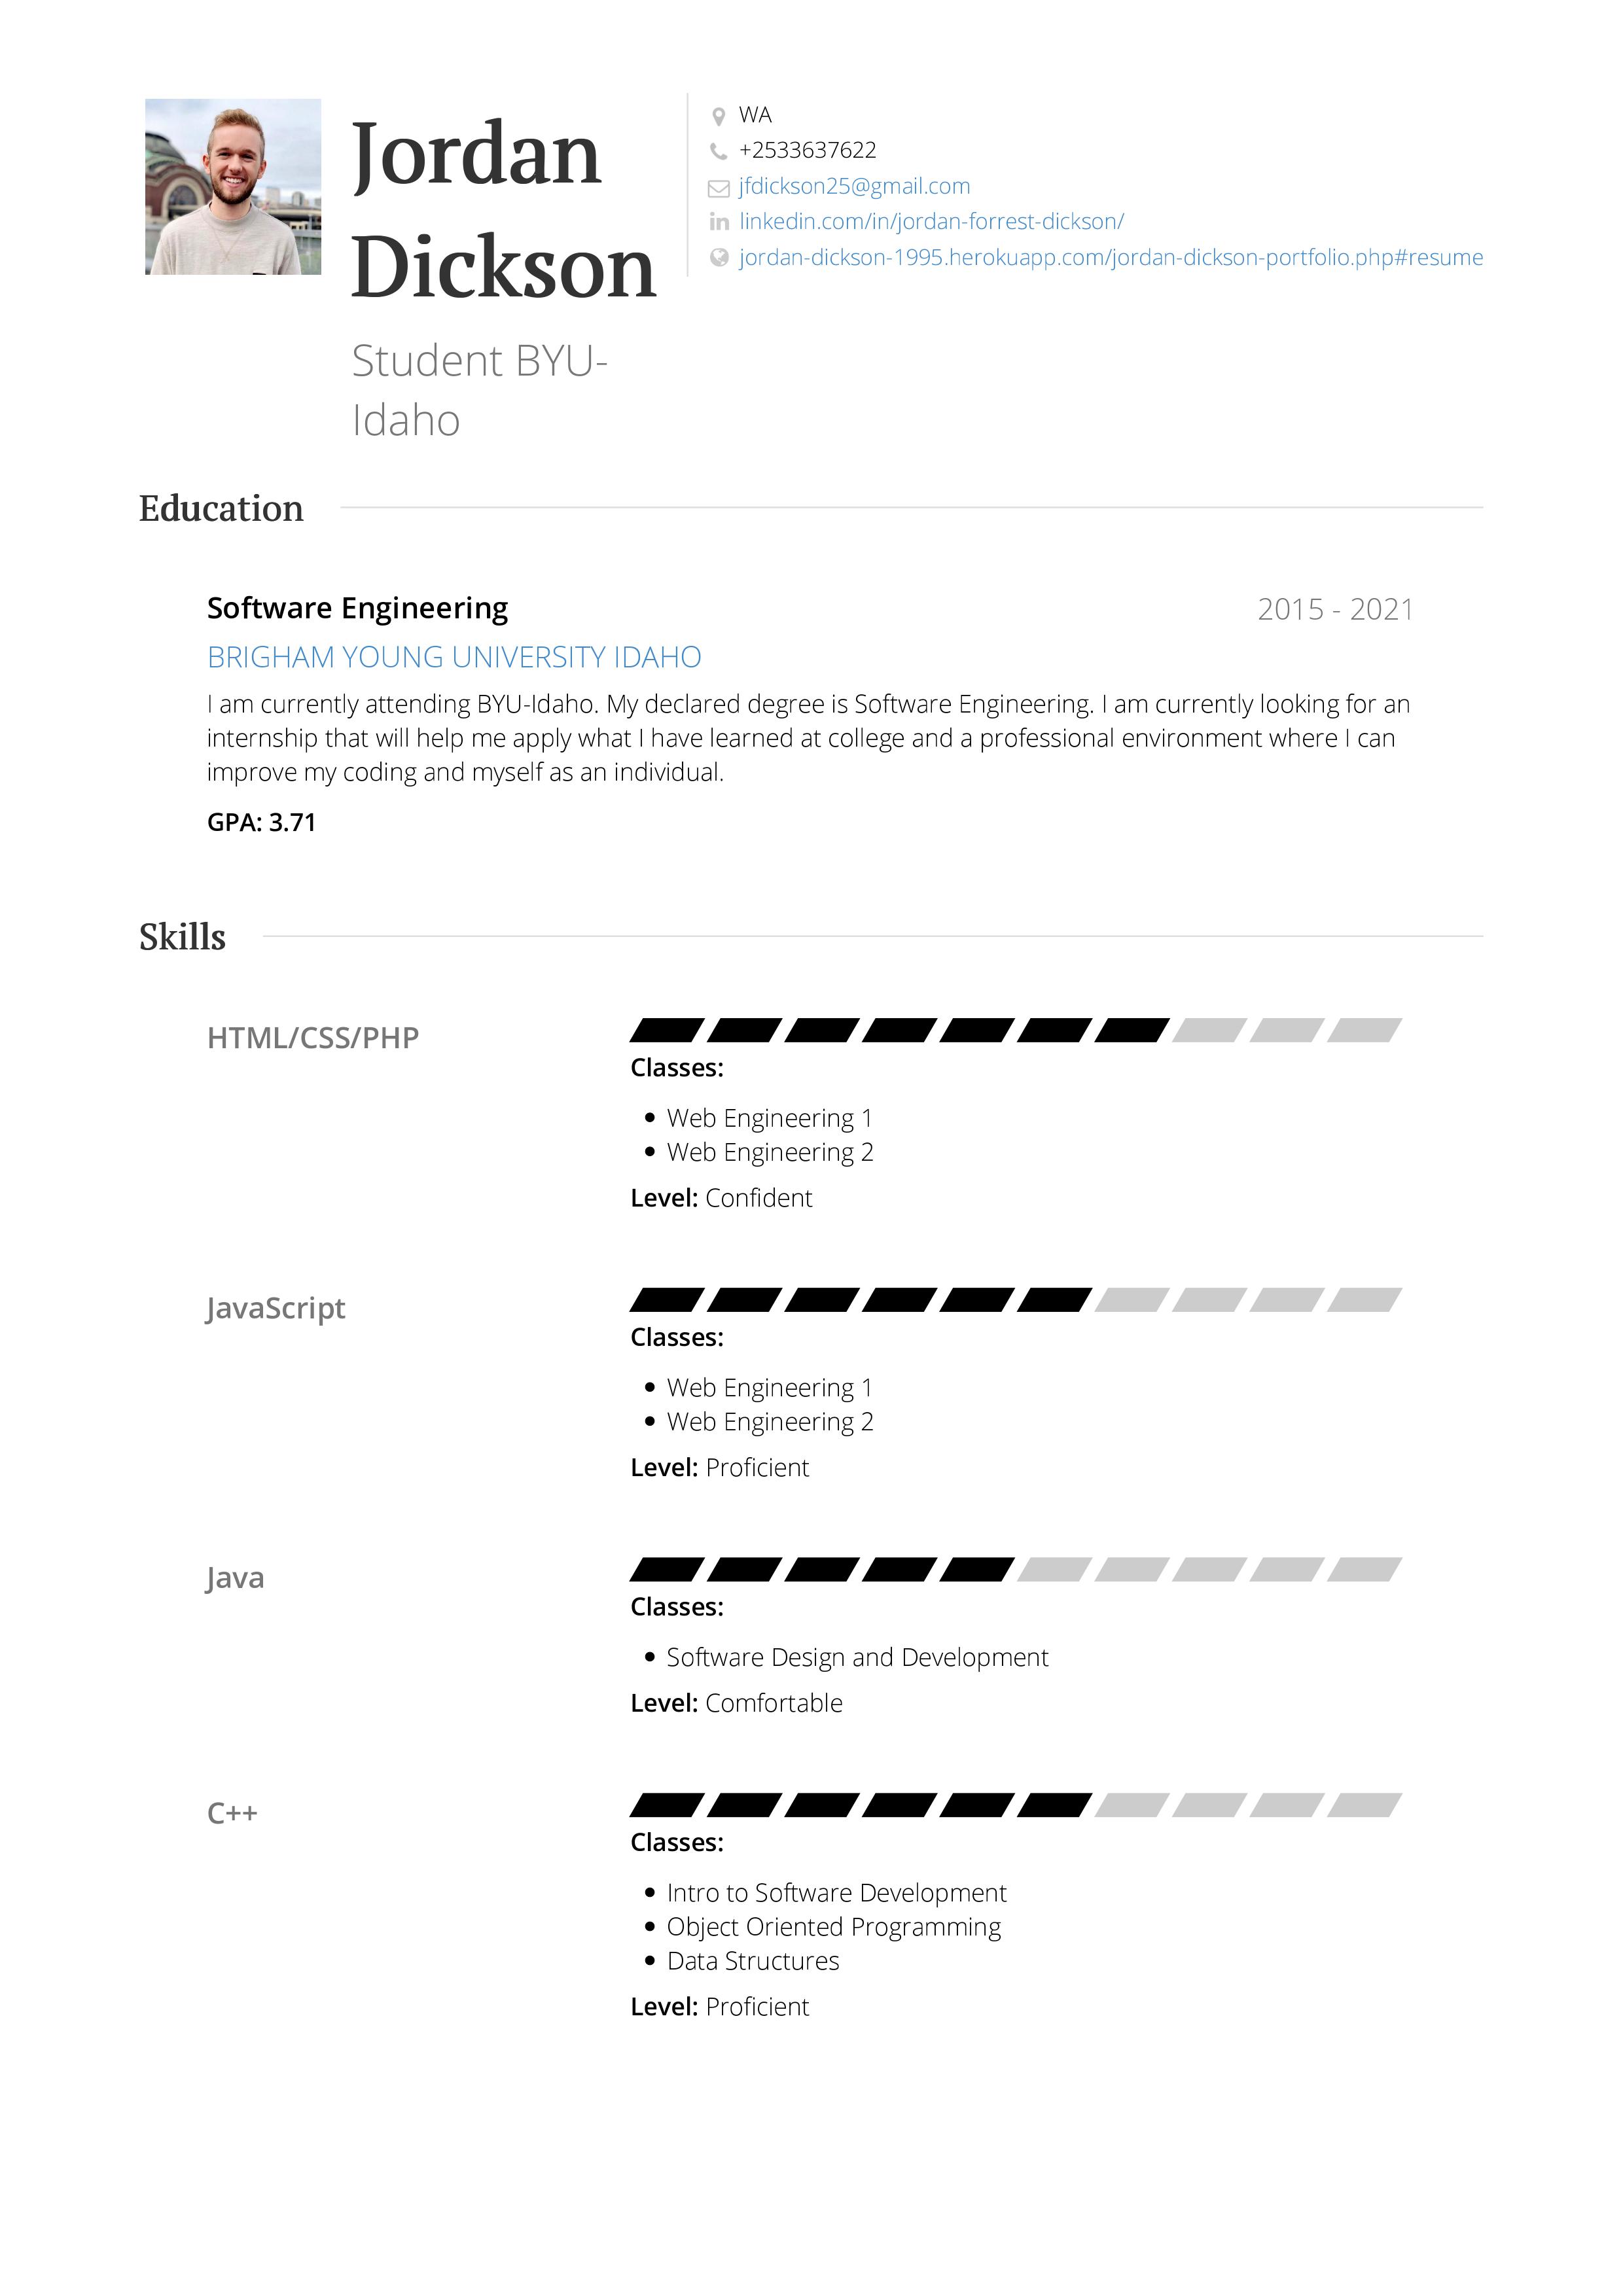 Jordan
Dickson
Student BYU-
Idaho
WA
+2533637622
jfdickson25@gmail.com
linkedin.com/in/jordan-forrest-dickson/
jordan-dickson-1995.herokuapp.com/jordan-dickson-portfolio.php#resume
Education
Software Engineering
2015 - 2021
BRIGHAM YOUNG UNIVERSITY IDAHO
I am currently attending BYU-Idaho. My declared degree is Software Engineering. I am currently looking for an
internship that will help me apply what I have learned at college and a professional environment where I can
improve my coding and myself as an individual.
GPA: 3.71
Skills
HTML/CSS/PHP
Classes:
• Web Engineering 1
• Web Engineering 2
Level: Confident
JavaScript
Classes:
• Web Engineering 1
• Web Engineering 2
Level: Proficient
Java
Classes:
• Software Design and Development
Level: Comfortable
C++
Classes:
• Intro to Software Development
• Object Oriented Programming
• Data Structures
Level: Proficient